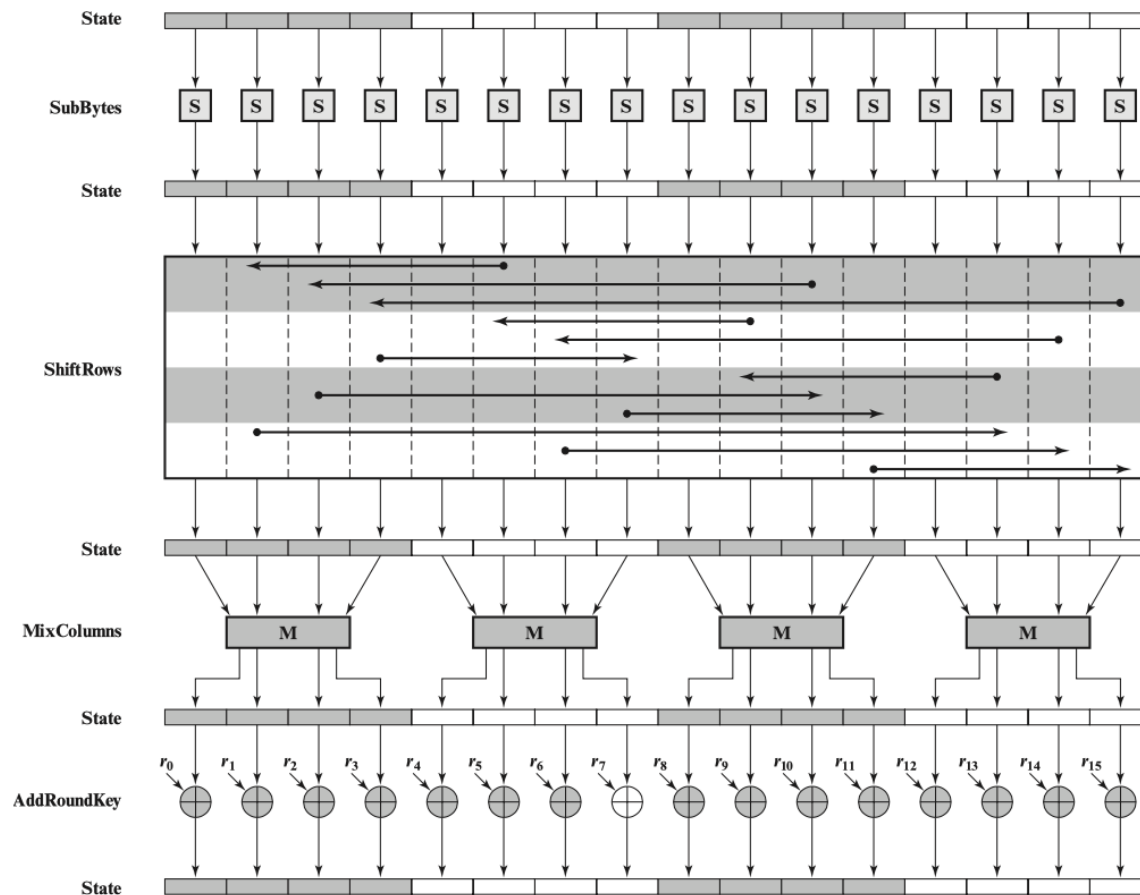 State
SubBytes S S S S S S S S S S S S S S S S
State
ShiftRows
State
MixColumns M M M M
State
r0 r1 r2 r3 r4 r5 r6 r7 r8 r9 r10 r11 r12 r13 r14 r15
AddRoundKey
State